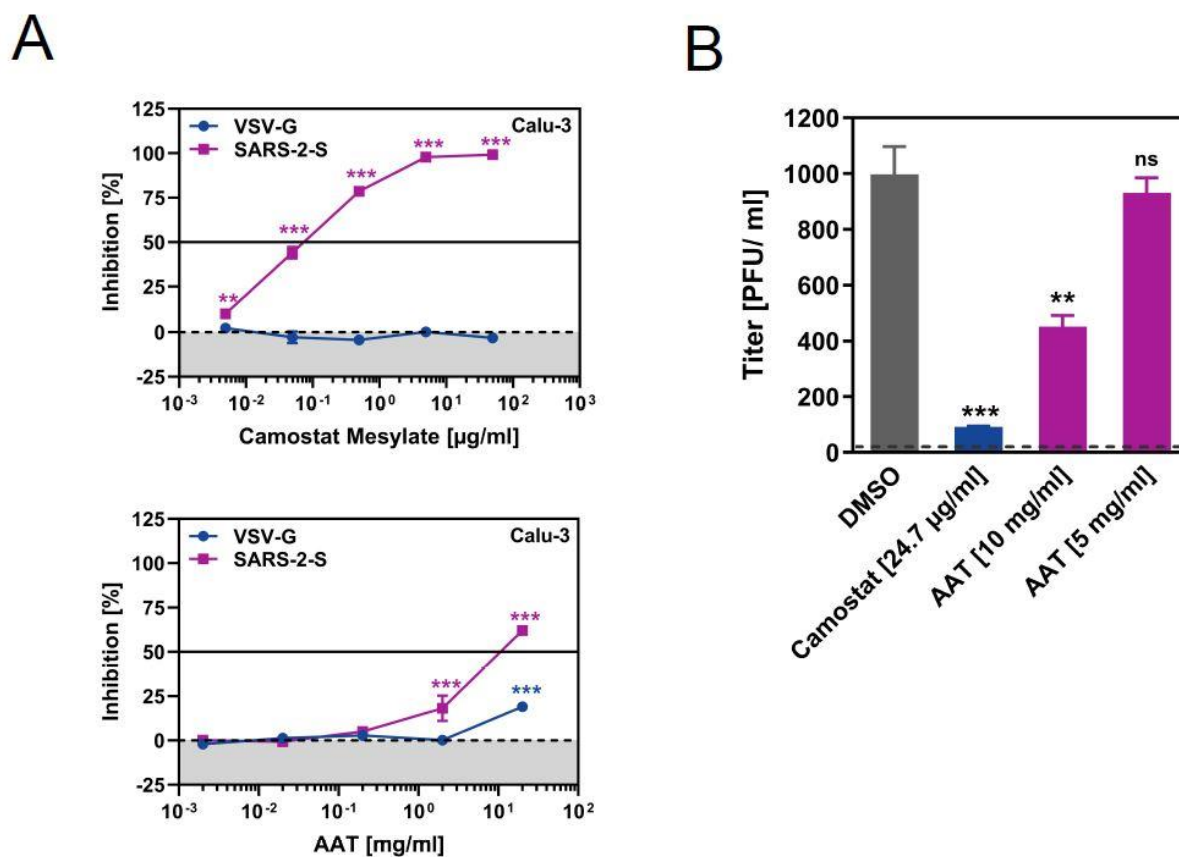 A
B
125
100
75
50
25
0
-25
Inhibition [%]
VSV-G
SARS-2-S
Calu-3
**
***
***
***
***
10-3
10-2
10-1
100
101
102
103
Camostat Mesylate [µg/ml]
125
100
75
50
25
0
-25
Inhibition [%]
VSV-G
SARS-2-S
Calu-3
***
***
***
10-3
10-2
10-1
100
101
102
AAT [mg/ml]
1200
1000
800
600
400
200
0
Titer [PFU/ ml]
***
**
ns
DMSO
Camostat [24.7 µg/ml]
AAT [10 mg/ml]
AAT [5 mg/ml]